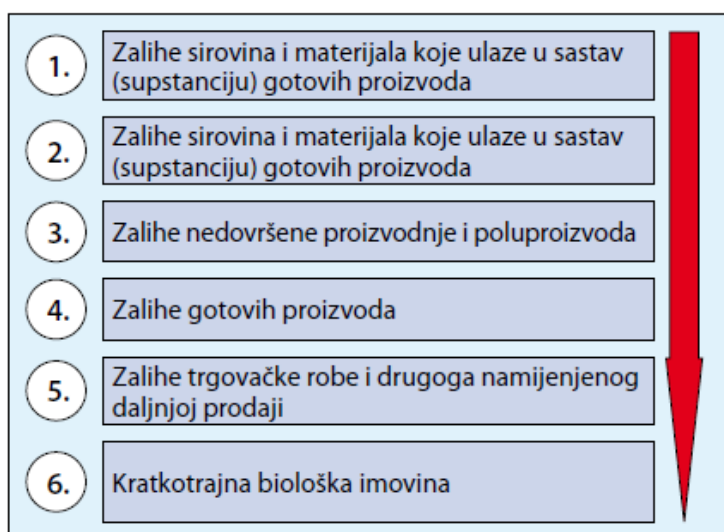 1.
Zalihe sirovina i materijala koje ulaze u sastav
(supstanciju) gotovih proizvoda
2.
Zalihe sirovina i materijala koje ulaze u sastav
(supstanciju) gotovih proizvoda
3.
Zalihe nedovršene proizvodnje i poluproizvoda
4.
Zalihe gotovih proizvoda
5.
Zalihe trgovačke robe i drugoga namijenjenog
daljnjoj prodaji
6.
Kratkotrajna biološka imovina